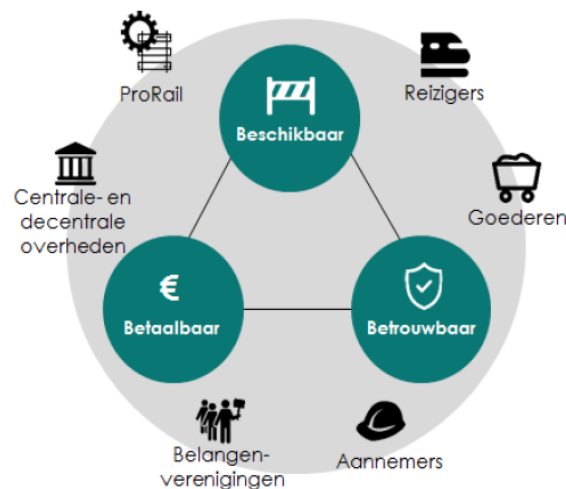 ProRail
Reizigers
Beschikbaar
Centrale- en
decentrale
overheden
Goederen
€
Betaalbaar
Betrouwbaar
Belangen-
verenigingen
Aannemers